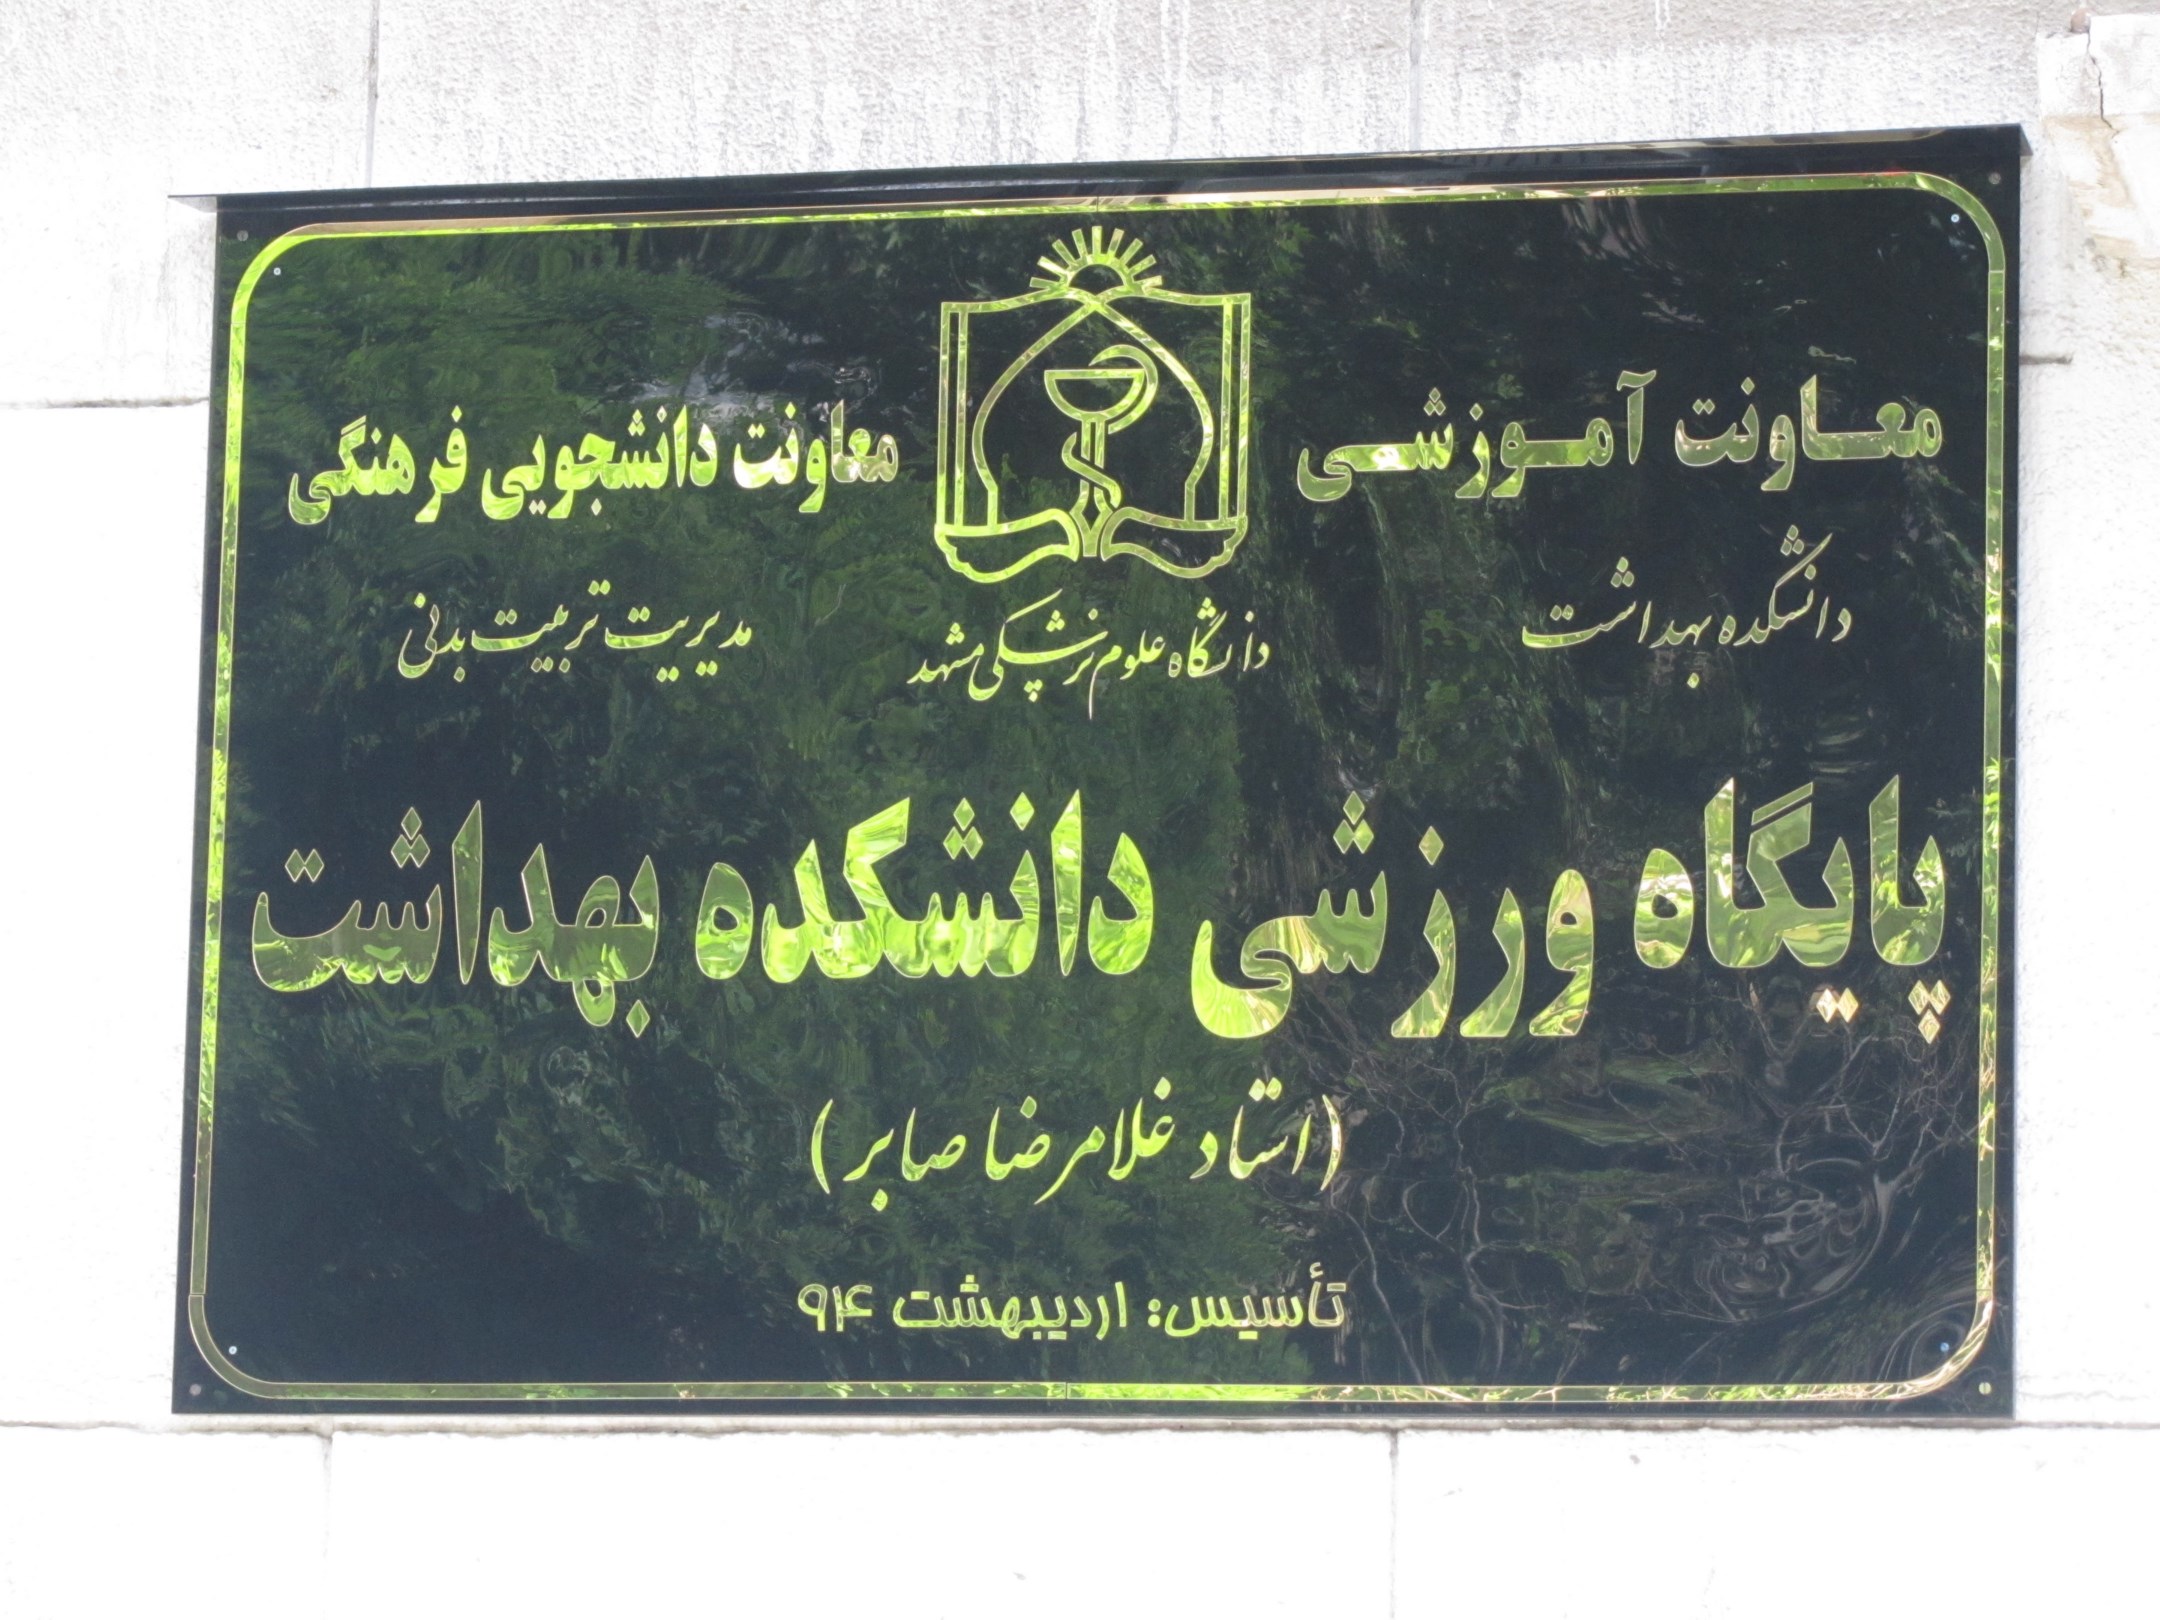 معاونت آموزشی
دانشکده بهداشت
دانشگاه علوم پزشکی مشهد
معاونت دانشجویی فرهنگی
مدیریت تربیت بدنی
پایگاه ورزشی دانشکده بهداشت
(استاد غلامرضا صابر)
تأسیس: اردیبهشت ۹۴